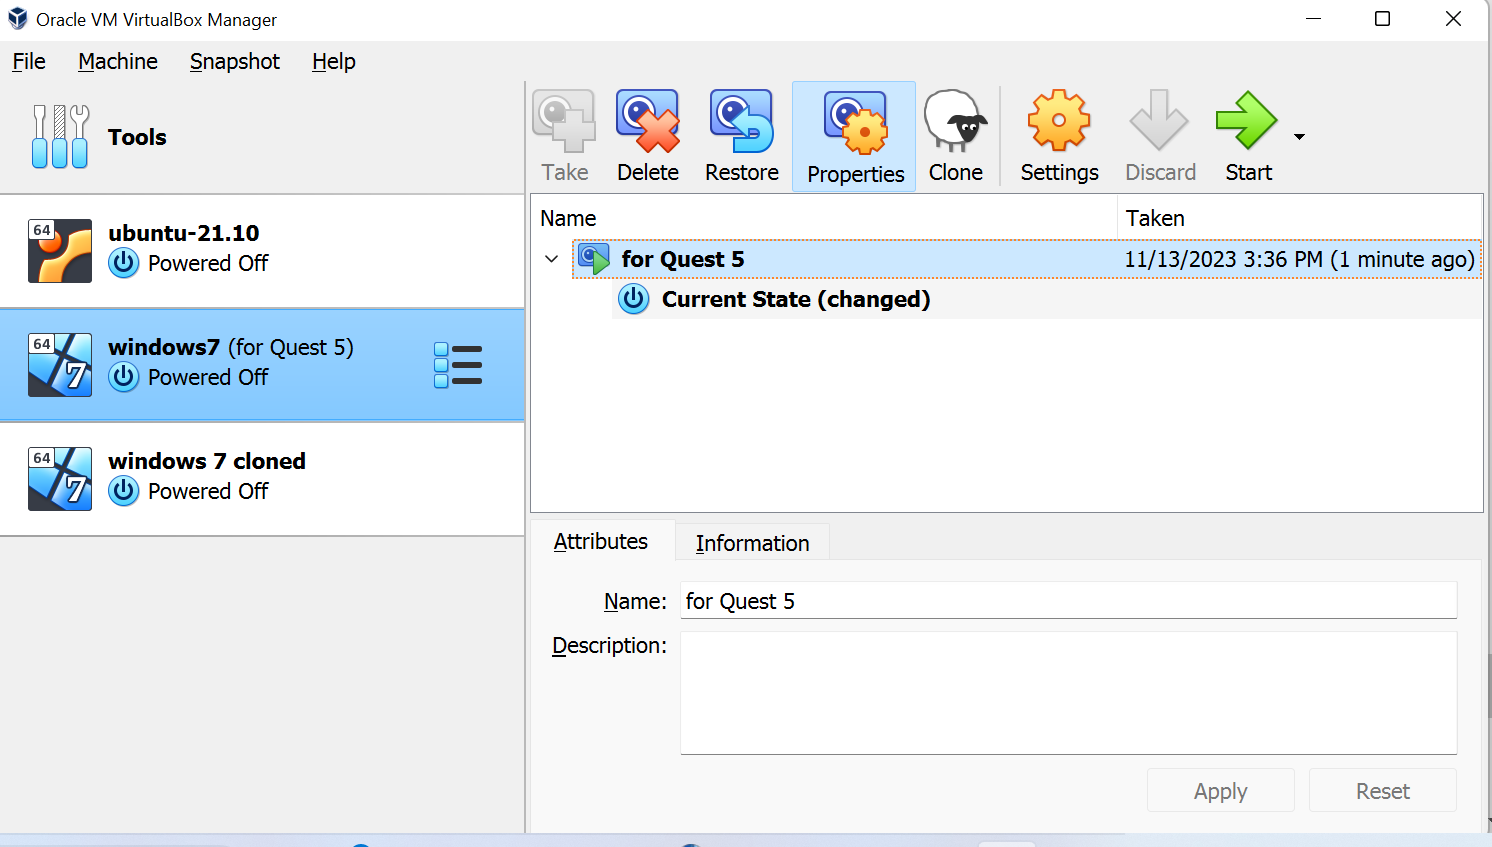 Oracle VM VirtualBox Manager
File Machine Snapshot Help
Tools
Take Delete Restore Properties Clone Settings Discard Start
Name Taken
for Quest 5 11/13/2023 3:36 PM (1 minute ago)
Current State (changed)
64 ubuntu-21.10
Powered Off
64 windows7 (for Quest 5)
7 Powered Off
64 windows 7 cloned
7 Powered Off
Attributes Information
Name: for Quest 5
Description:
Apply Reset